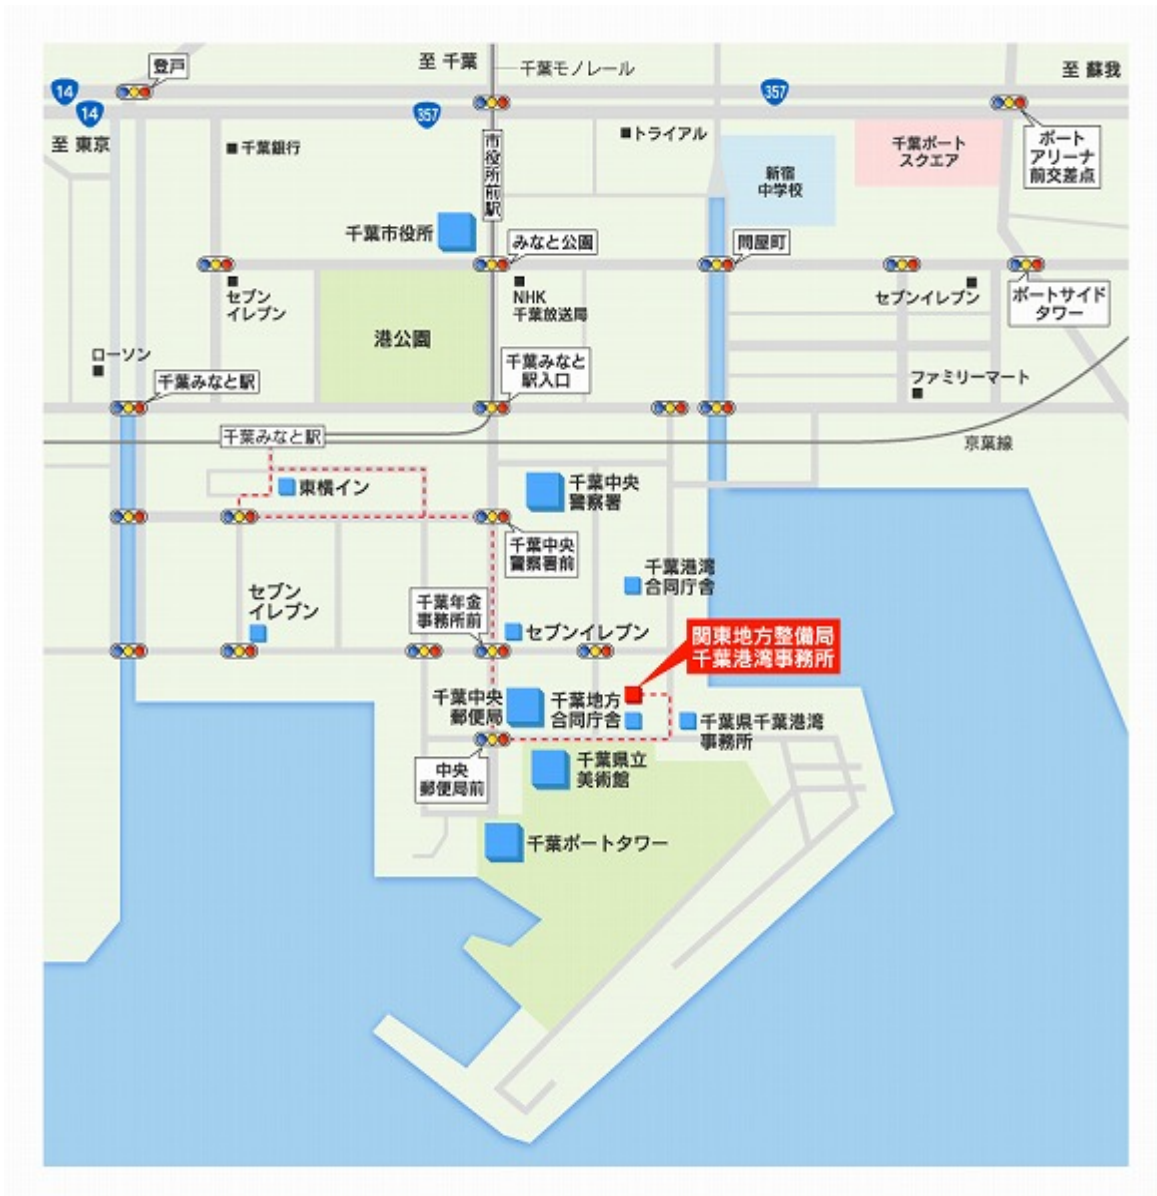 登戸
至 千葉
千葉モノレール
至 蘇我
14
14
357
357
至 東京
千葉銀行
市役所前駅
トライアル
新宿
中学校
千葉ポート
スクエア
ポート
アリーナ
前交差点
千葉市役所
みなと公園
問屋町
セブン
イレブン
NHK
千葉放送局
セブンイレブン
ポートサイド
タワー
港公園
ローソン
千葉みなと駅
千葉みなと
駅入口
ファミリーマート
千葉みなと駅
京葉線
東横イン
千葉中央
警察署
千葉中央
警察署前
千葉港湾
合同庁舎
セブン
イレブン
千葉年金
事務所前
セブンイレブン
関東地方整備局
千葉港湾事務所
千葉中央
郵便局
千葉地方
合同庁舎
千葉県千葉港湾
事務所
中央
郵便局前
千葉県立
美術館
千葉ポートタワー